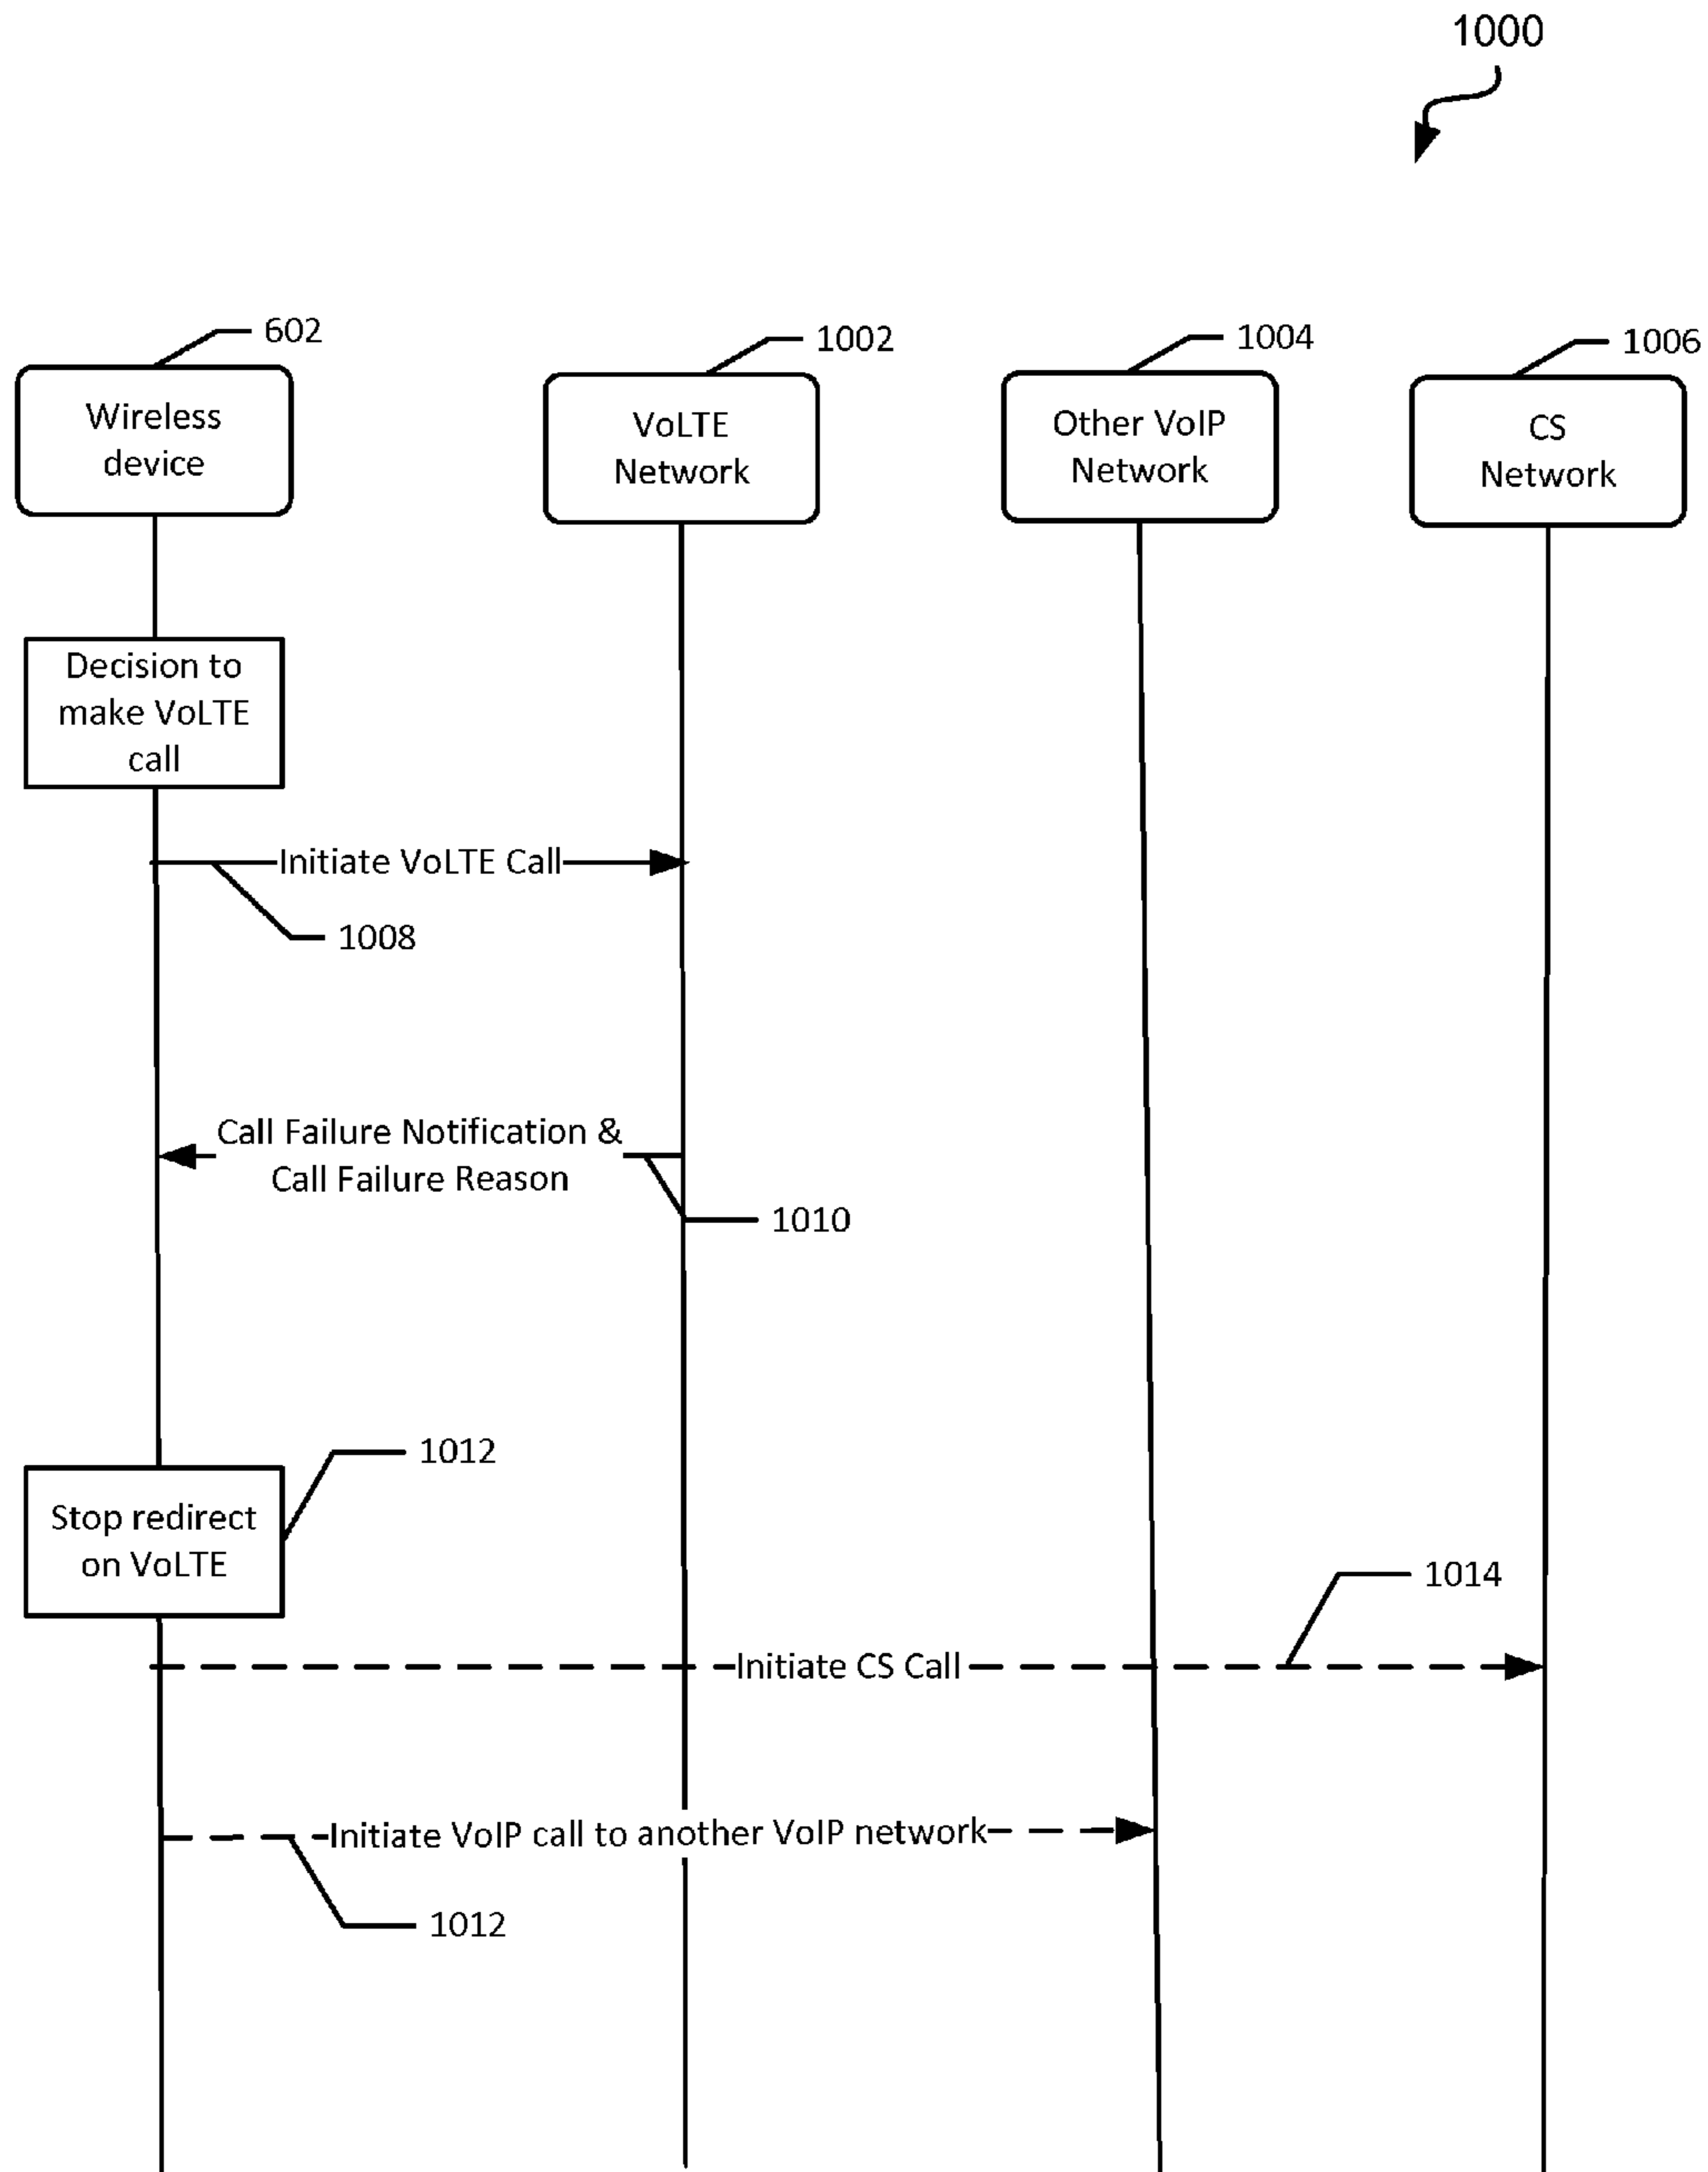 1000
602
1002
1004
1006
Wireless
device
VoLTE
Network
Other VoIP
Network
CS
Network
Decision to
make VoLTE
call
Initiate VoLTE Call
1008
Call Failure Notification &
Call Failure Reason
1010
1012
Stop redirect
on VoLTE
1014
Initiate CS Call
Initiate VoIP call to another VoIP network
1012